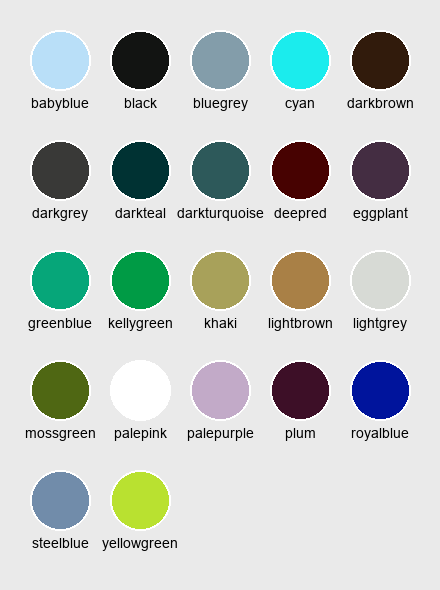 babyblue black bluegrey cyan darkbrown
darkgrey darkteal darkturquoise deepred eggplant
greenblue kellygreen khaki lightbrown lightgrey
mossgreen palepink palepurple plum royalblue
steelblue yellowgreen